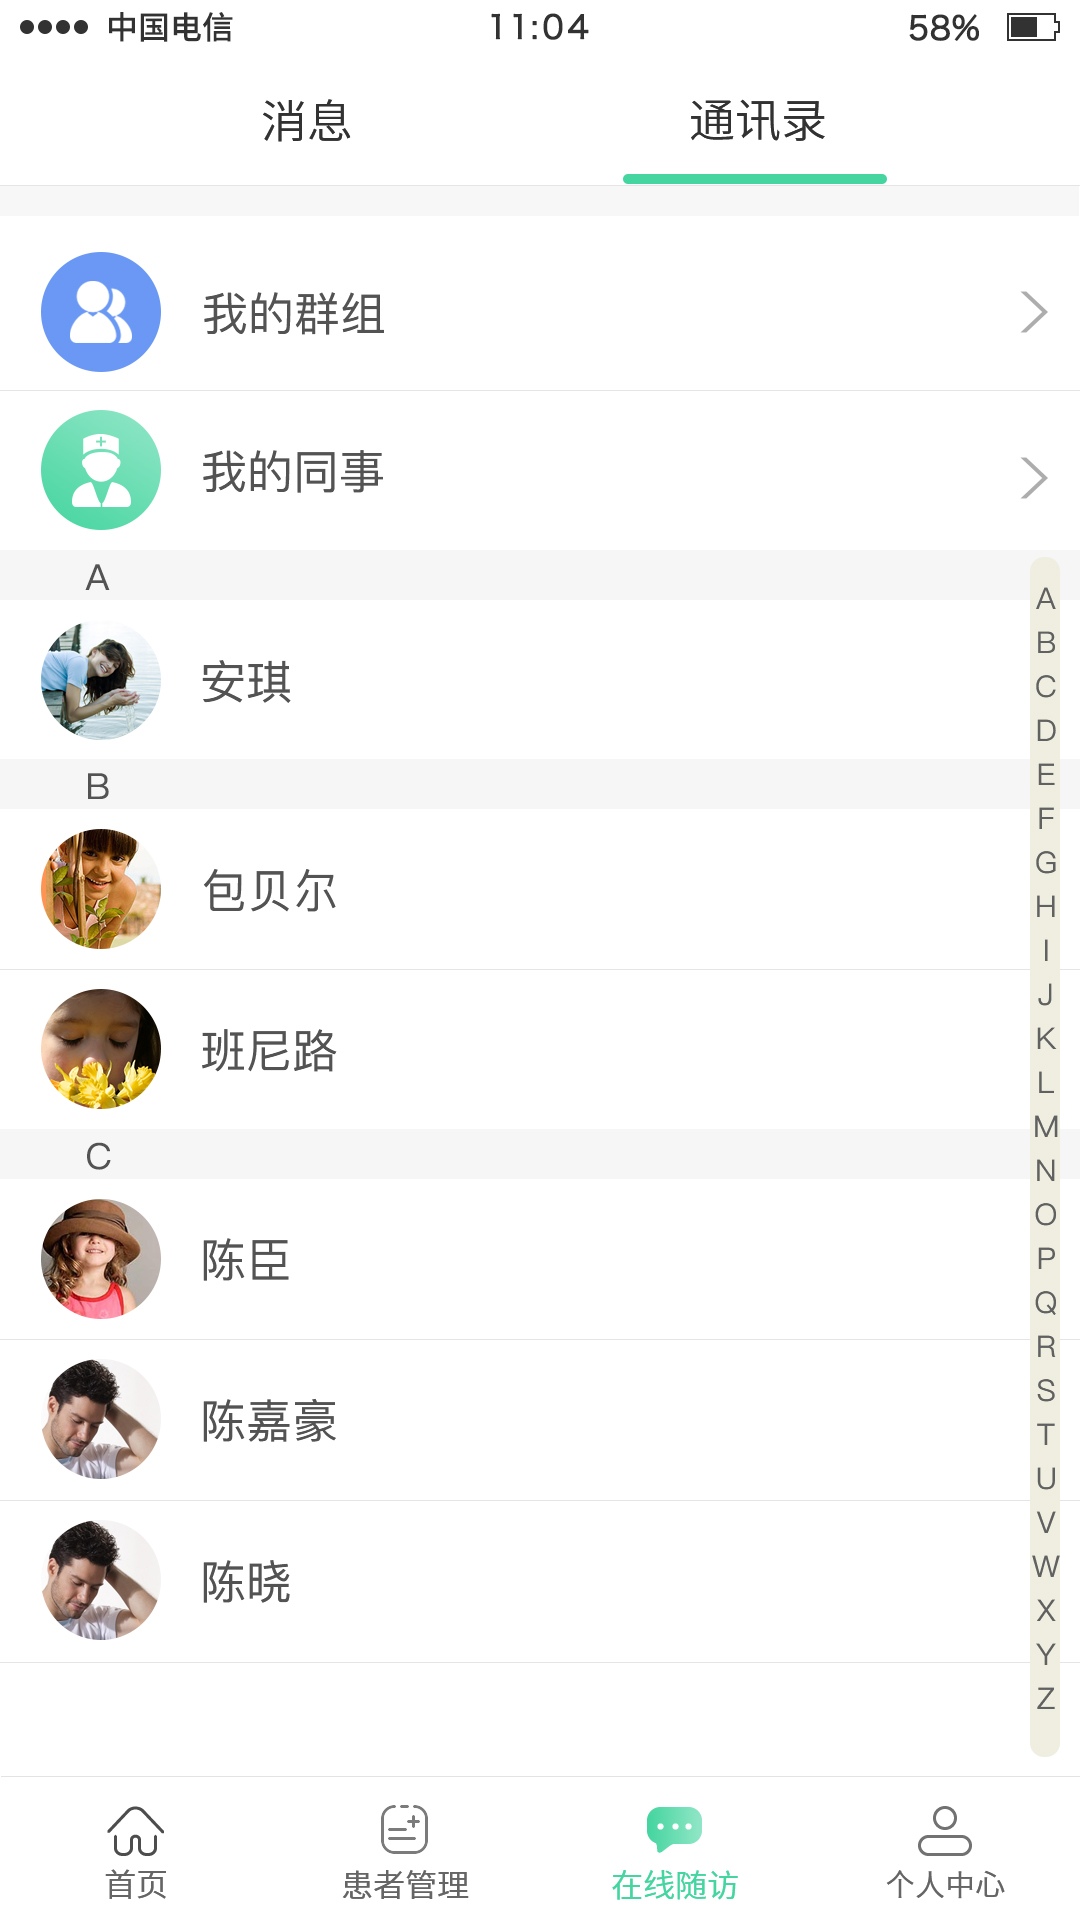 中国电信 11:04 58%
消息 通讯录
我的群组
我的同事
A
安琪
B
包贝尔
班尼路
C
陈臣
陈嘉豪
陈晓
A
B
C
D
E
F
G
H
I
J
K
L
M
N
O
P
Q
R
S
T
U
V
W
X
Y
Z
首页 患者管理 在线随访 个人中心